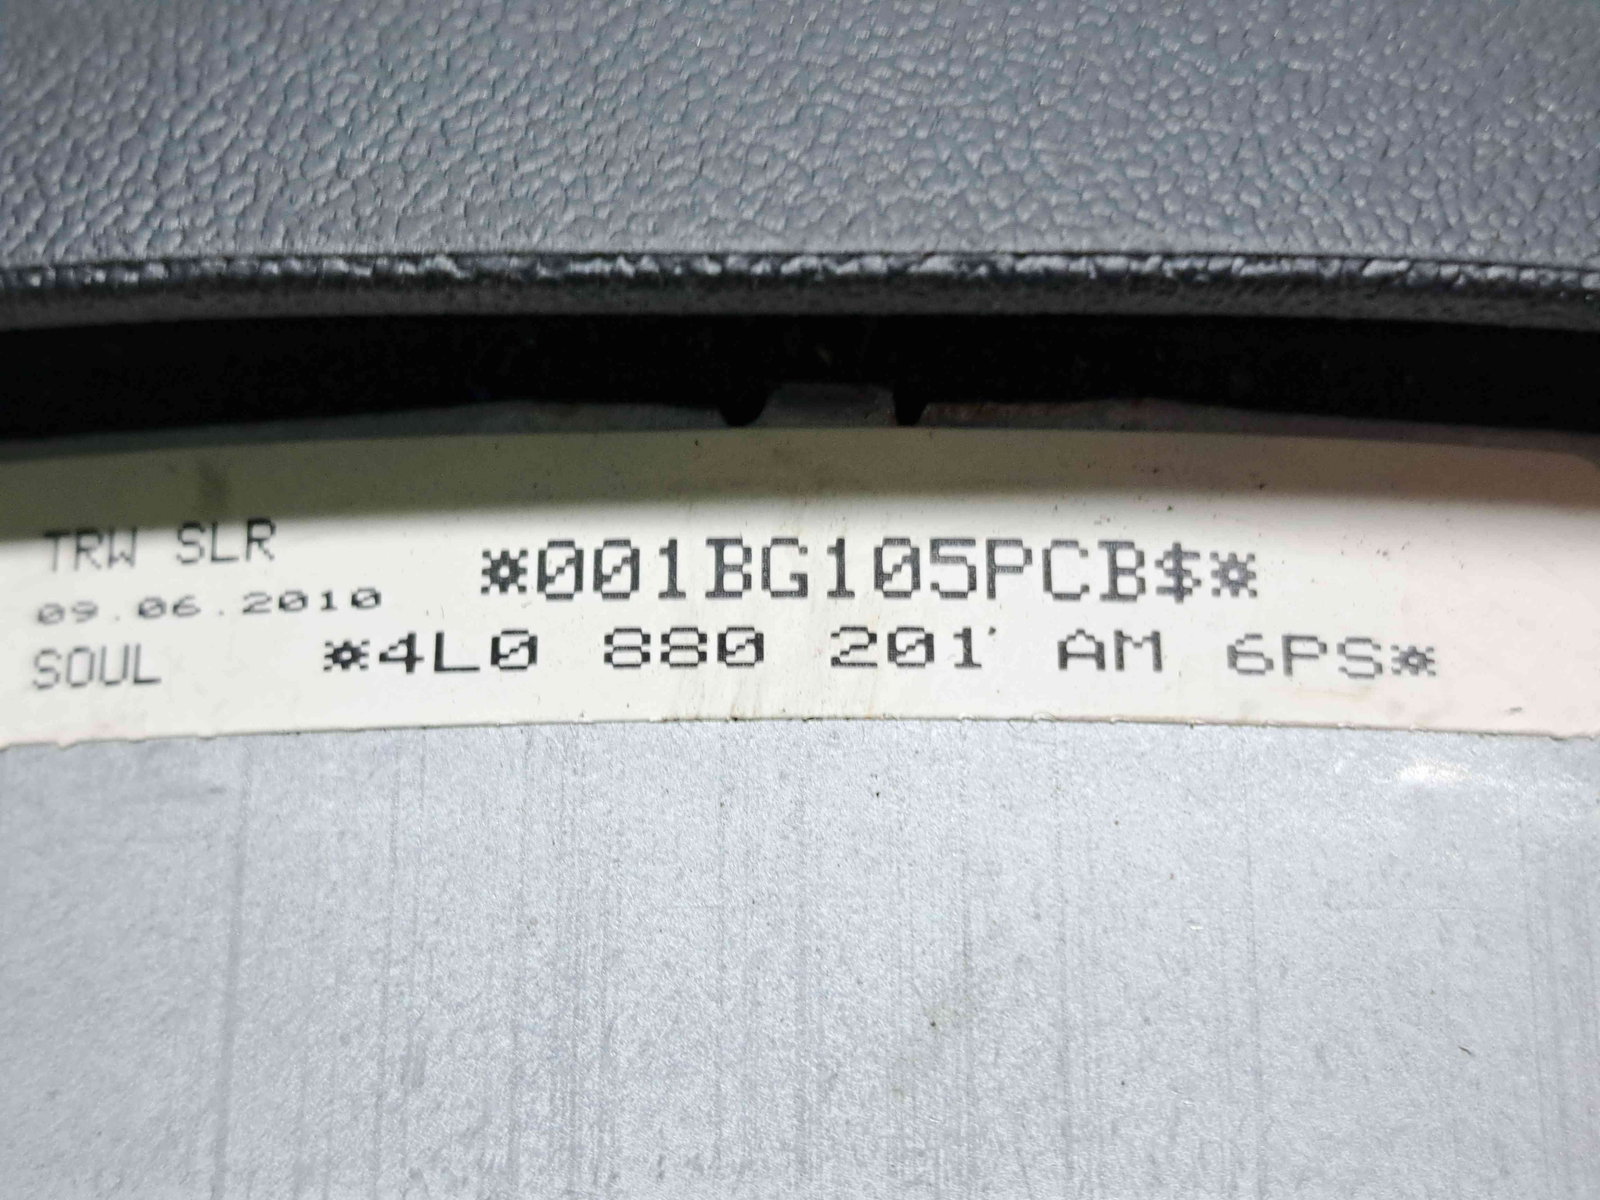 TRW SLR *001BG105PCB$*
09.06.2010
SOUL *4L0 880 201 AM 6PS*